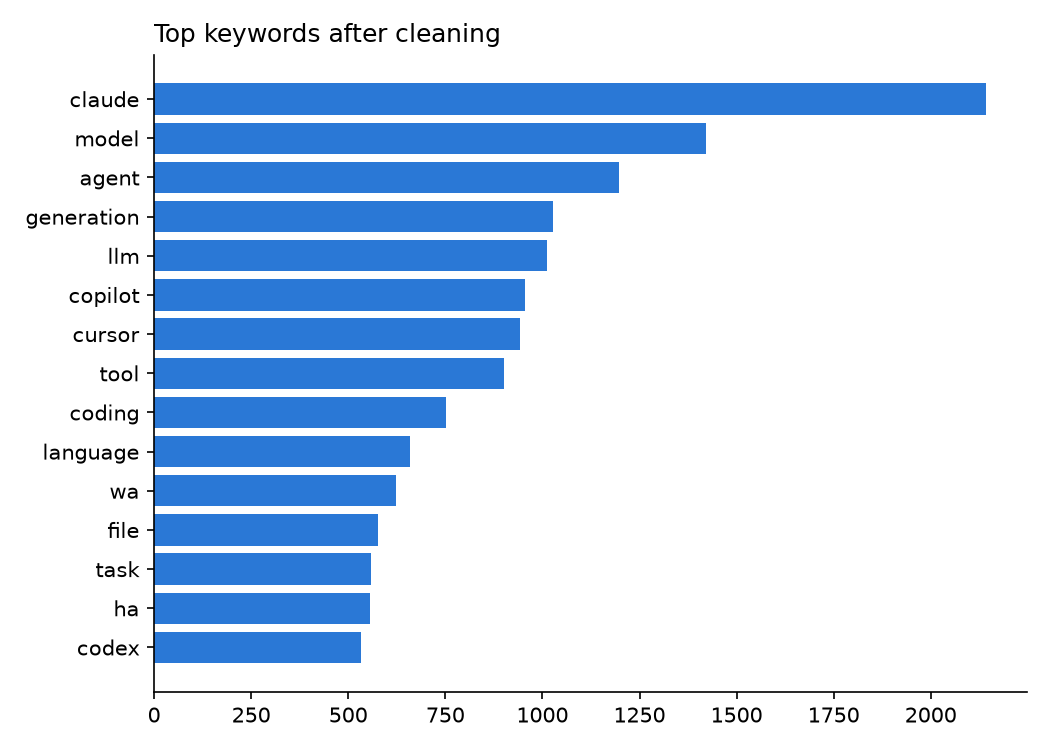 Top keywords after cleaning
claude
model
agent
generation
llm
copilot
cursor
tool
coding
language
wa
file
task
ha
codex
0 250 500 750 1000 1250 1500 1750 2000